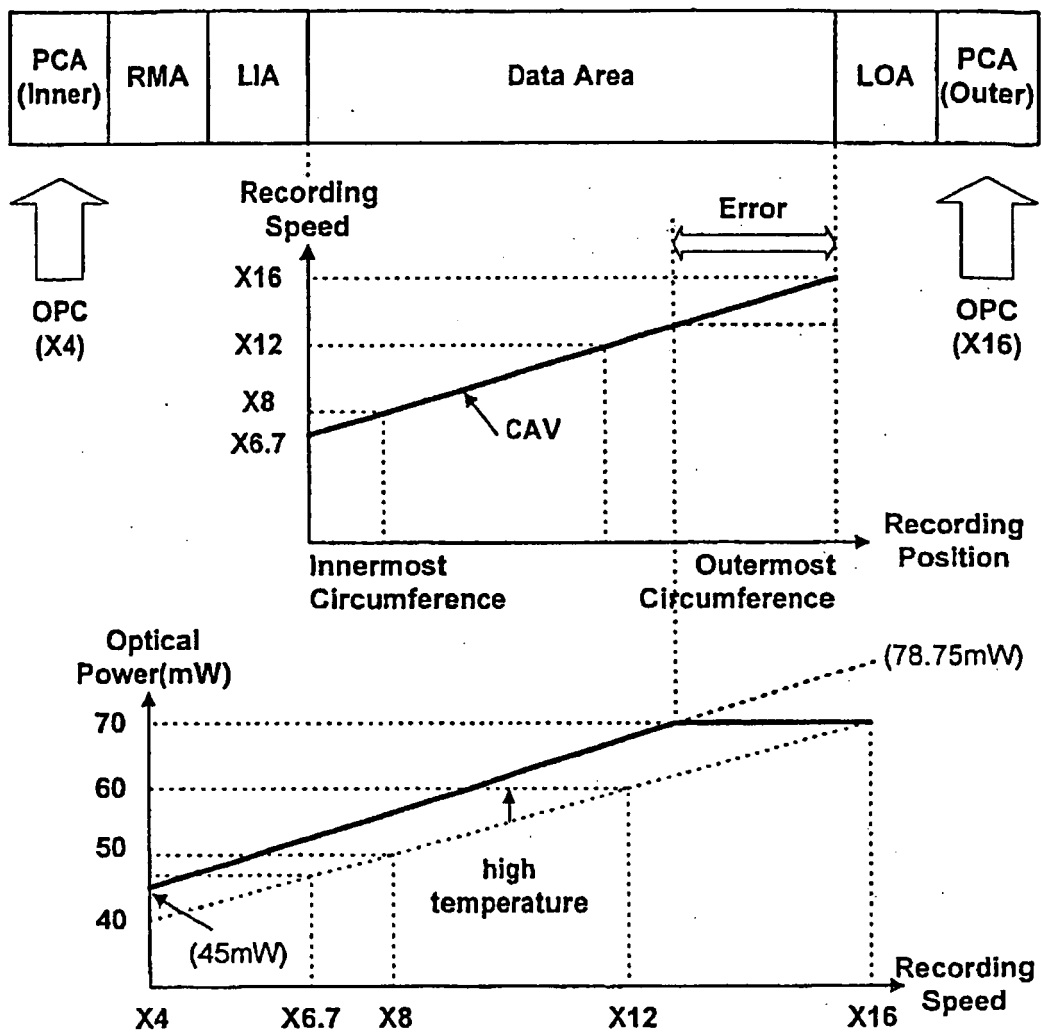 PCA
(Inner)
RMA
LIA
Data Area
LOA
PCA
(Outer)
OPC
(X4)
OPC
(X16)
Recording
Speed
Error
X16
X12
X8
X6.7
CAV
Recording
Position
Innermost
Circumference
Outermost
Circumference
Optical
Power(mW)
(78.75mW)
70
60
50
40
high
temperature
(45mW)
Recording
Speed
X4
X6.7
X8
X12
X16